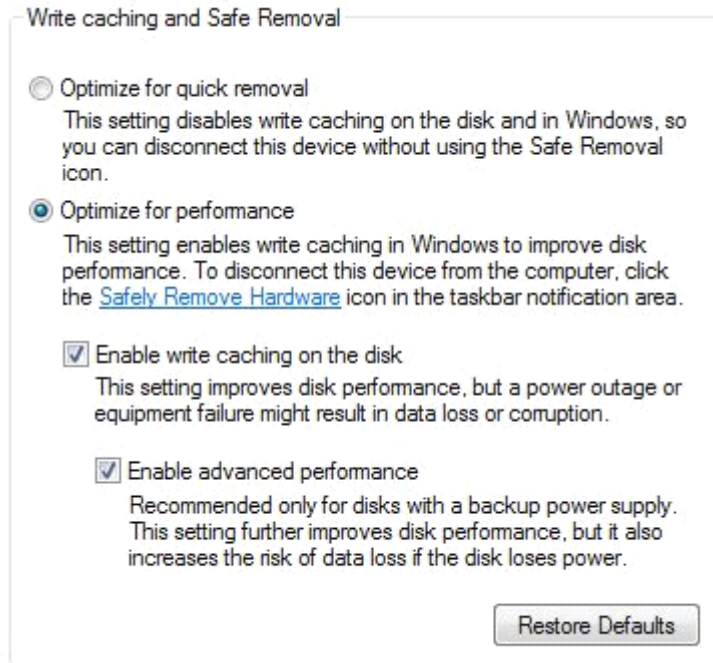 Write caching and Safe Removal
Optimize for quick removal
This setting disables write caching on the disk and in Windows, so
you can disconnect this device without using the Safe Removal
icon.
Optimize for performance
This setting enables write caching in Windows to improve disk
performance. To disconnect this device from the computer, click
the Safely Remove Hardware icon in the taskbar notification area.
Enable write caching on the disk
This setting improves disk performance, but a power outage or
equipment failure might result in data loss or corruption.
Enable advanced performance
Recommended only for disks with a backup power supply.
This setting further improves disk performance, but it also
increases the risk of data loss if the disk loses power.
Restore Defaults